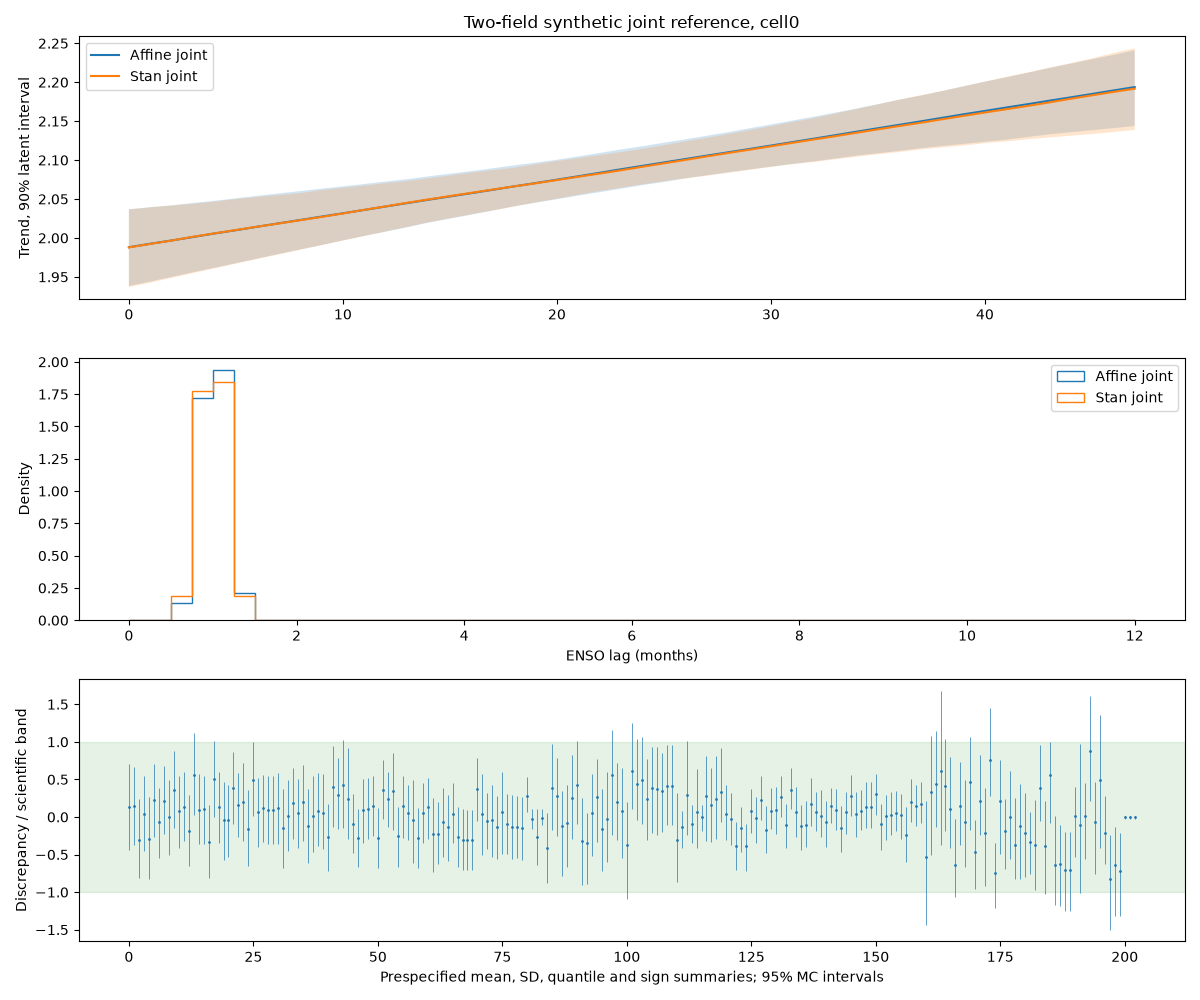 Two-field synthetic joint reference, cell0
Trend, 90% latent interval
2.25
2.20
2.15
2.10
2.05
2.00
1.95
Affine joint
Stan joint
0 10 20 30 40
Density
2.00
1.75
1.50
1.25
1.00
0.75
0.50
0.25
0.00
Affine joint
Stan joint
0 2 4 6 8 10 12
ENSO lag (months)
Discrepancy / scientific band
1.5
1.0
0.5
0.0
−0.5
−1.0
−1.5
0 25 50 75 100 125 150 175 200
Prespecified mean, SD, quantile and sign summaries; 95% MC intervals